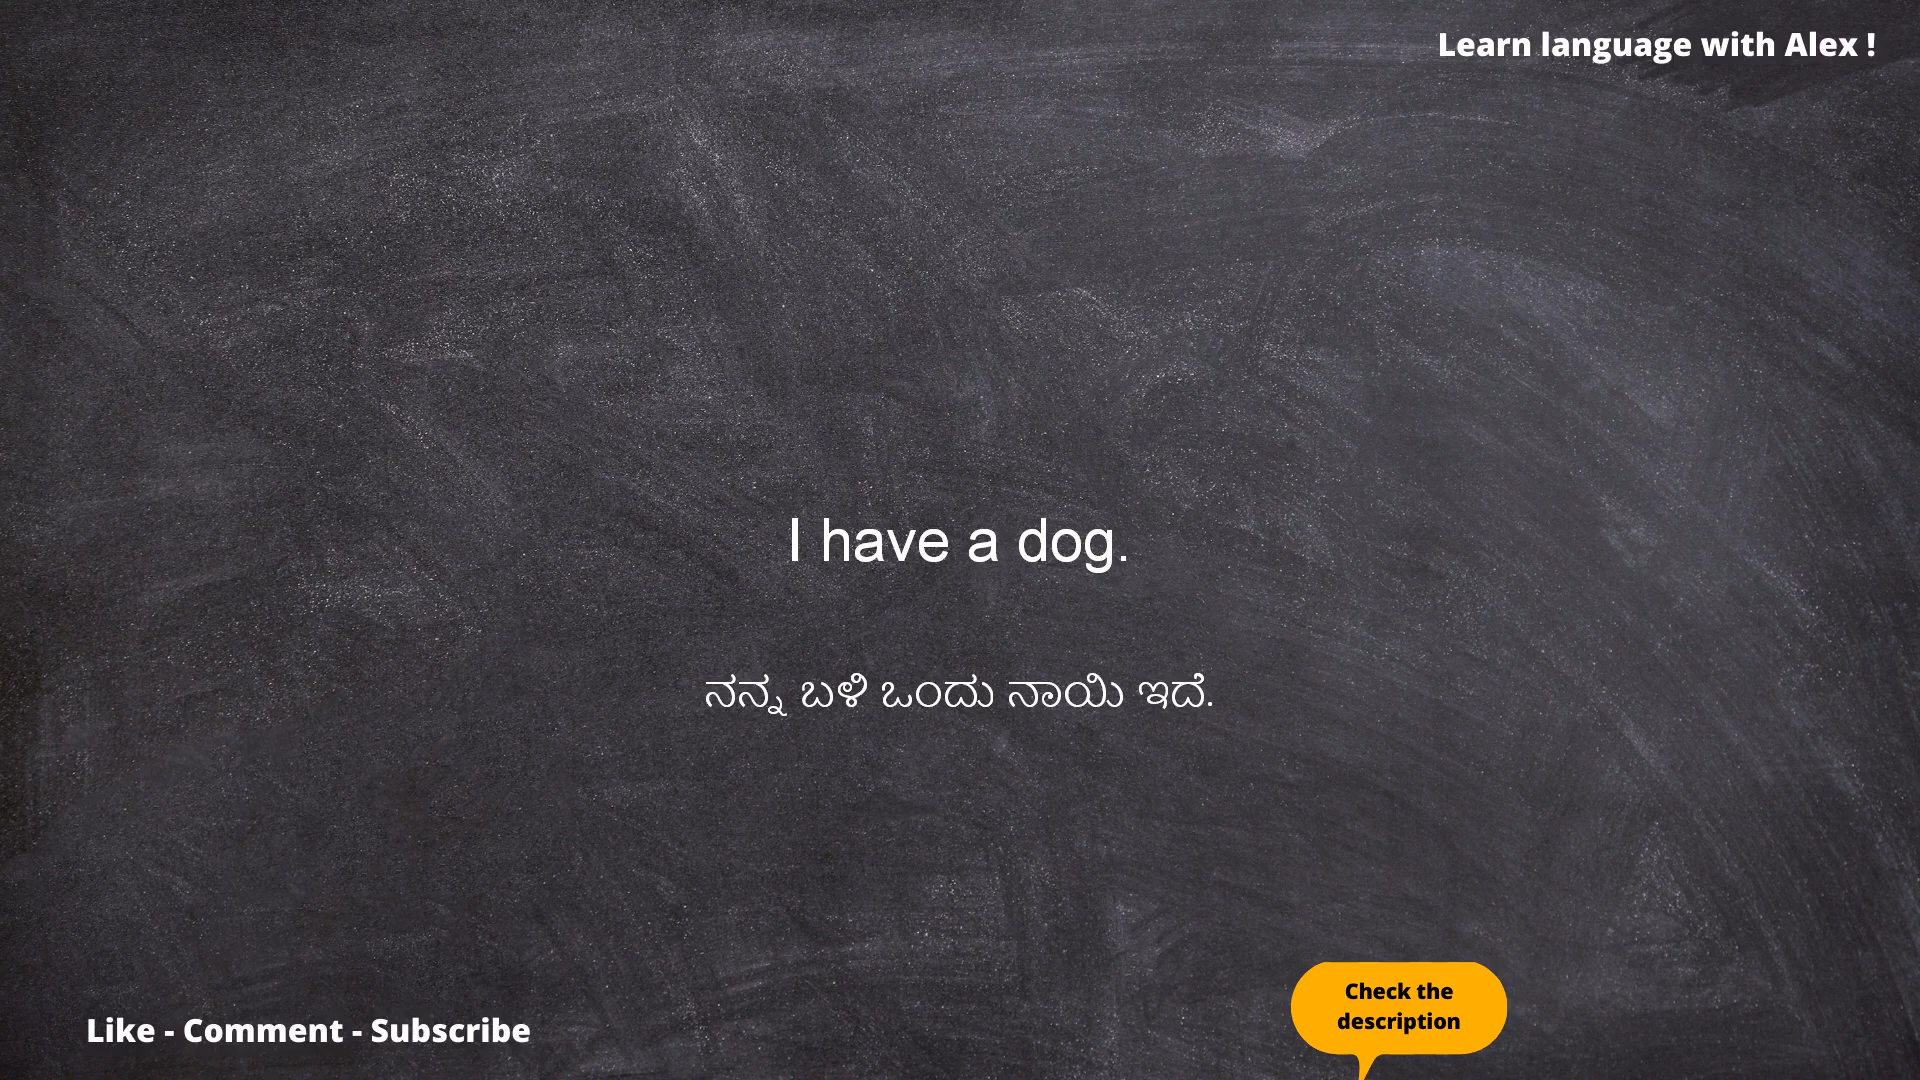 Learn language with Alex !
I have a dog.
ನನ್ನ ಬಳಿ ಒಂದು ನಾಯಿ ಇದೆ.
Check the
description
Like - Comment - Subscribe